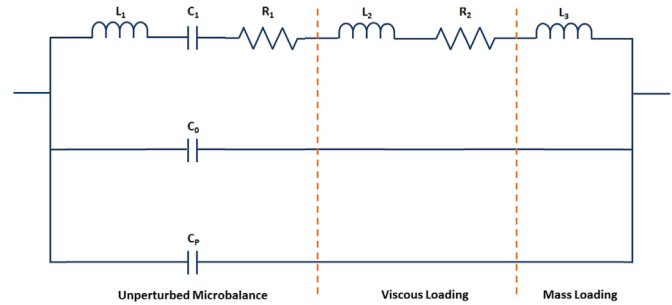 L1 C1 R1 L2 R2 L3
C0
CP
Unperturbed Microbalance Viscous Loading Mass Loading